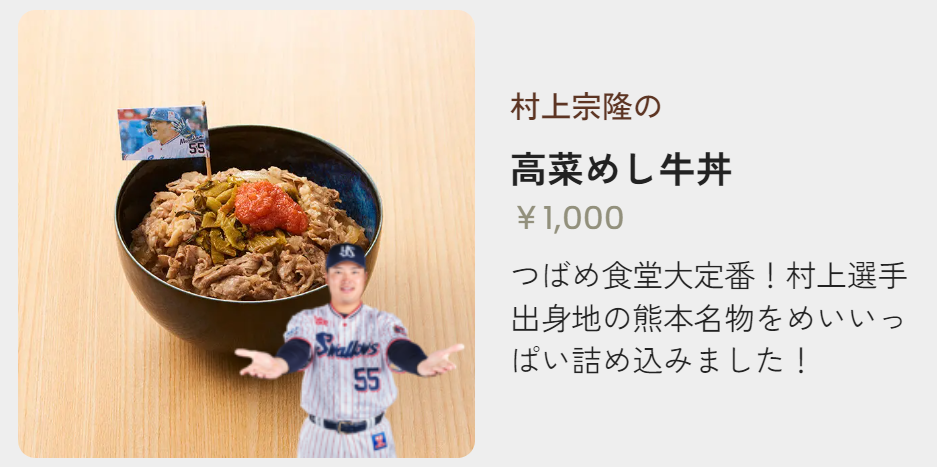 村上宗隆の
高菜めし牛丼
￥1,000
つばめ食堂大定番！村上選手
出身地の熊本名物をめいいっ
ぱい詰め込みました！
Swallows
55
Swallows
55